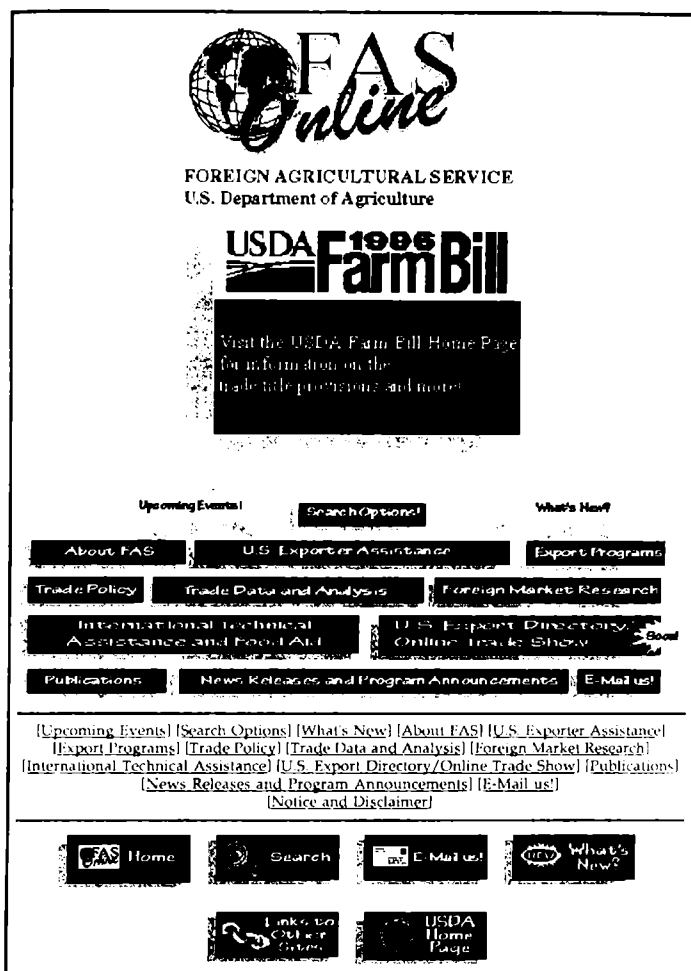 FAS
Online
FOREIGN AGRICULTURAL SERVICE
U.S. Department of Agriculture
USDA 1996
Farm Bill
Visit the USDA Farm Bill Home Page
for information on the
trade title provisions and more!
Upcoming Events! Search Options! What's New?
About FAS U.S. Exporter Assistance Export Programs
Trade Policy Trade Data and Analysis Foreign Market Research
International Technical
Assistance and Food Aid
U.S. Export Directory/
Online Trade Show
Publications News Releases and Program Announcements E-Mail us!
[Upcoming Events] [Search Options] [What's New] [About FAS] [U.S. Exporter Assistance]
[Export Programs] [Trade Policy] [Trade Data and Analysis] [Foreign Market Research]
[International Technical Assistance] [U.S. Export Directory/Online Trade Show] [Publications]
[News Releases and Program Announcements] [E-Mail us!]
[Notice and Disclaimer]
FAS Online Home Search E-Mail us! NEW What's
New?
Links to
Other
Sites
USDA
Home
Page